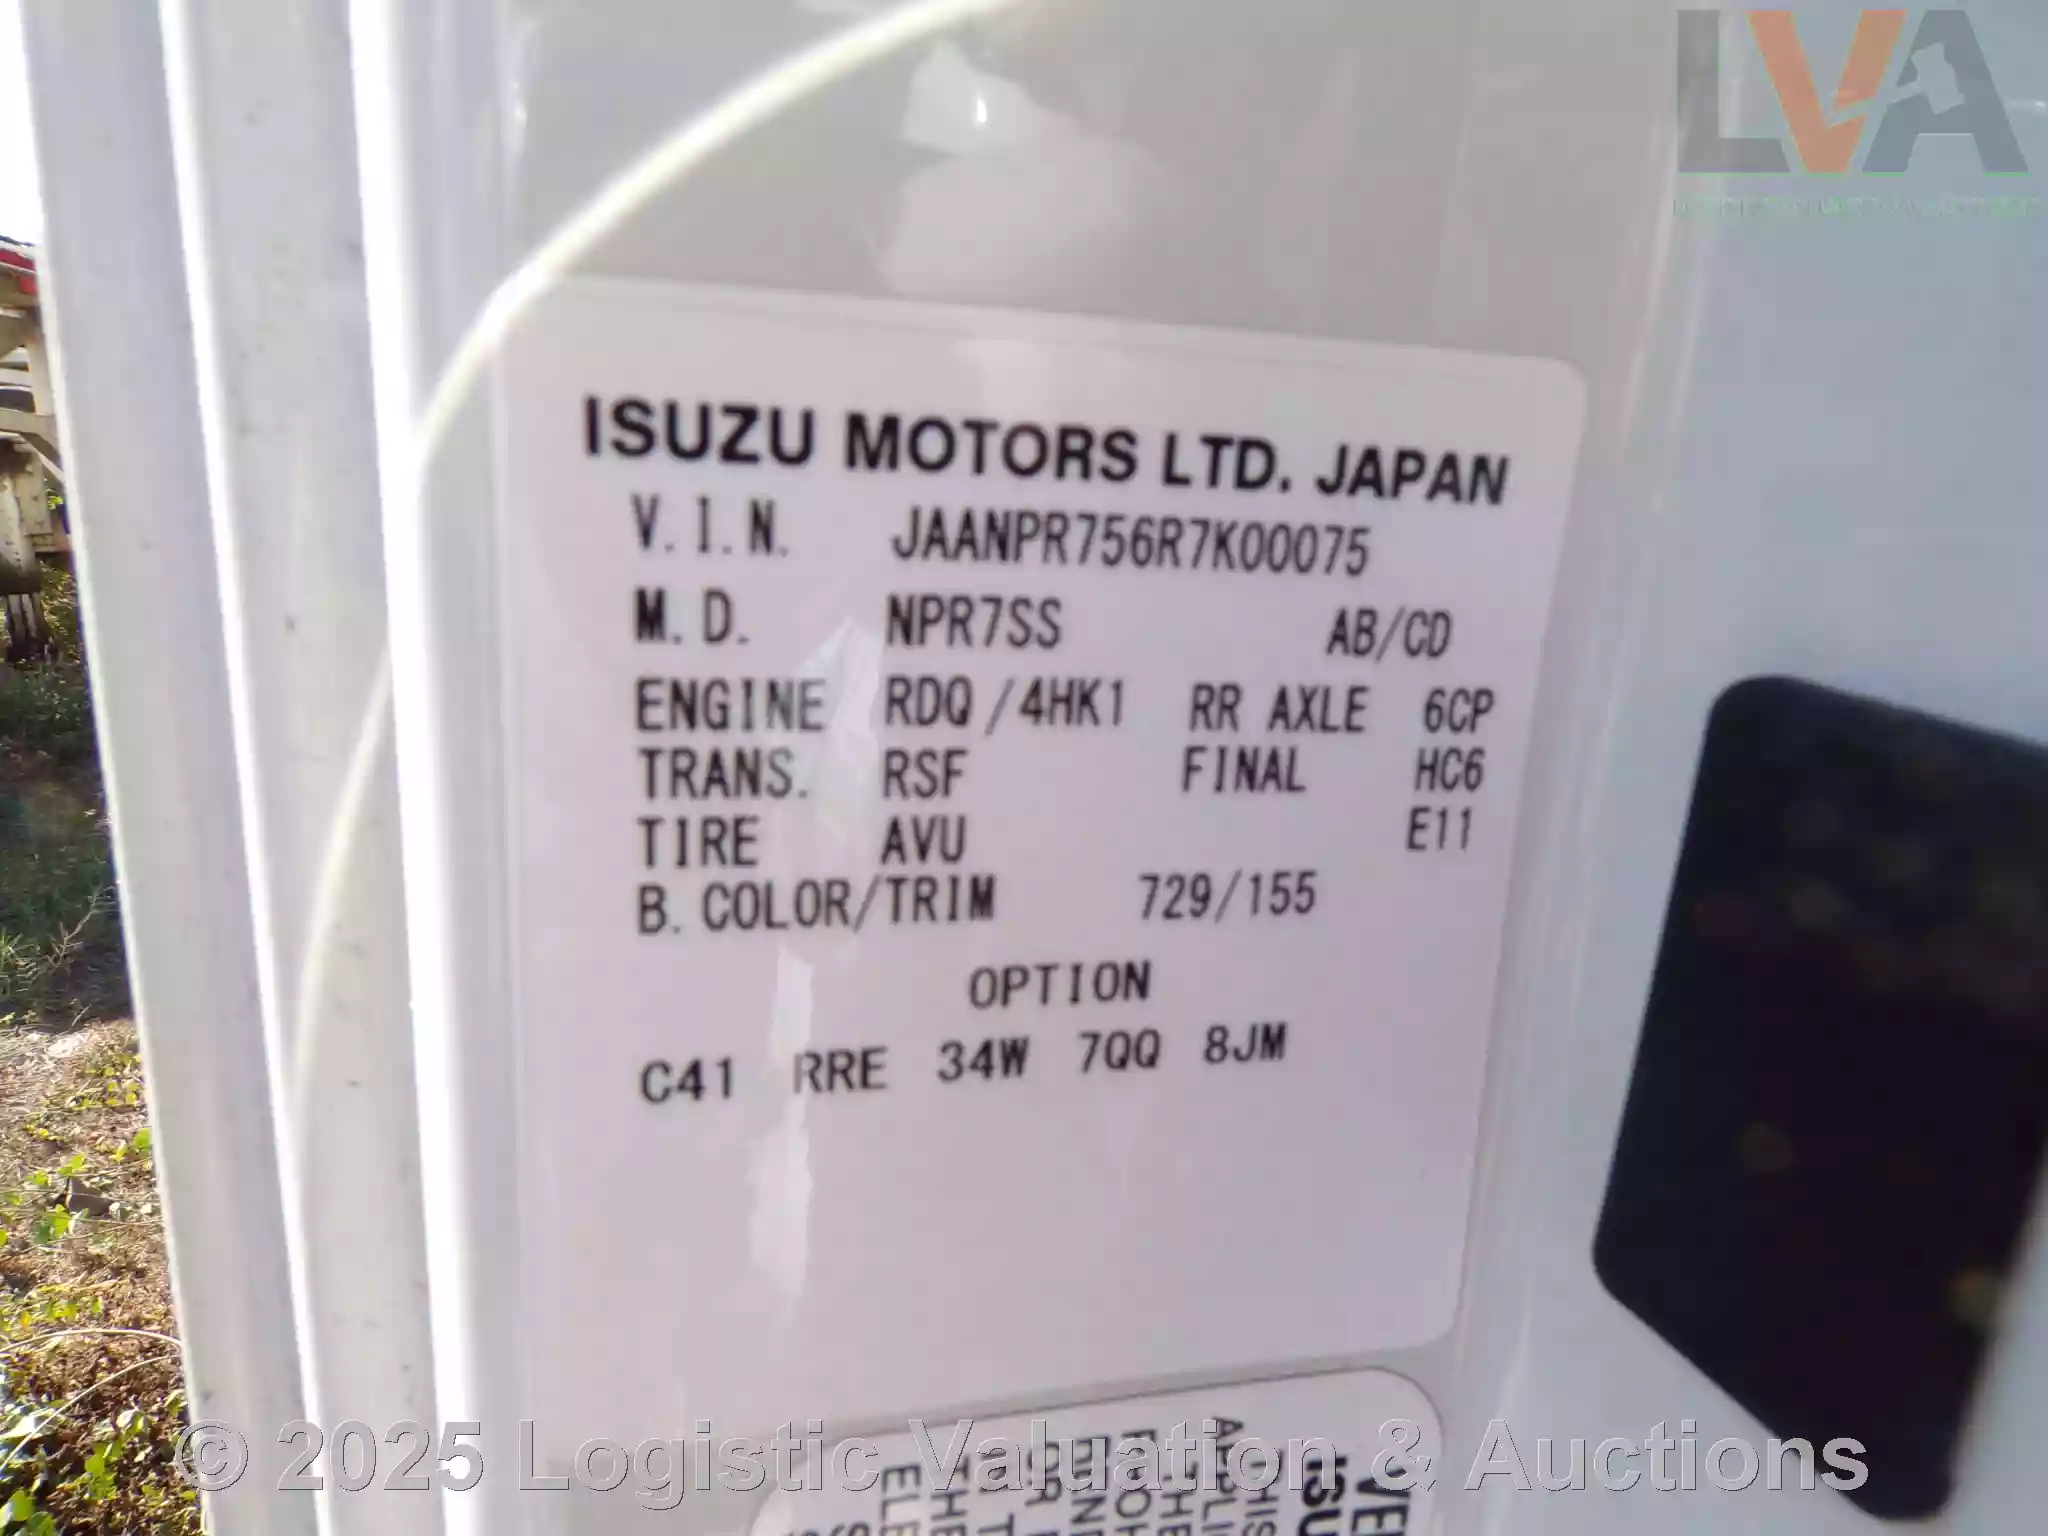 LVA
ISUZU MOTORS LTD. JAPAN
V.I.N. JAANPR756R7K00075
M.D. NPR7SS AB/CD
ENGINE RDQ/4HK1 RR AXLE 6CP
TRANS. RSF FINAL HC6
TIRE AVU E11
B.COLOR/TRIM 729/155
OPTION
C41 RRE 34W 7QQ 8JM
© 2025 Logistic Valuation & Auctions